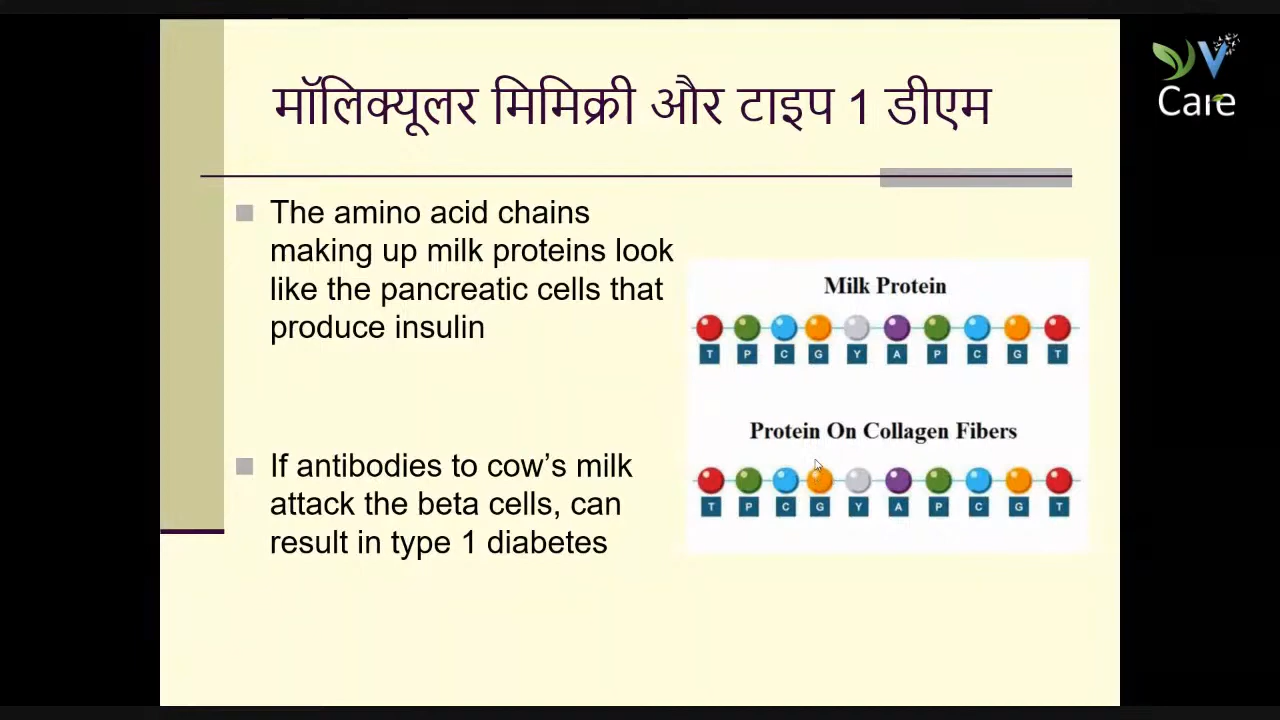 मॉलिक्यूलर मिमिक्री और टाइप 1 डीएम
V
Care
The amino acid chains
making up milk proteins look
like the pancreatic cells that
produce insulin
If antibodies to cow’s milk
attack the beta cells, can
result in type 1 diabetes
Milk Protein
T P C G Y A P C G T
Protein On Collagen Fibers
T P C G Y A P C G T